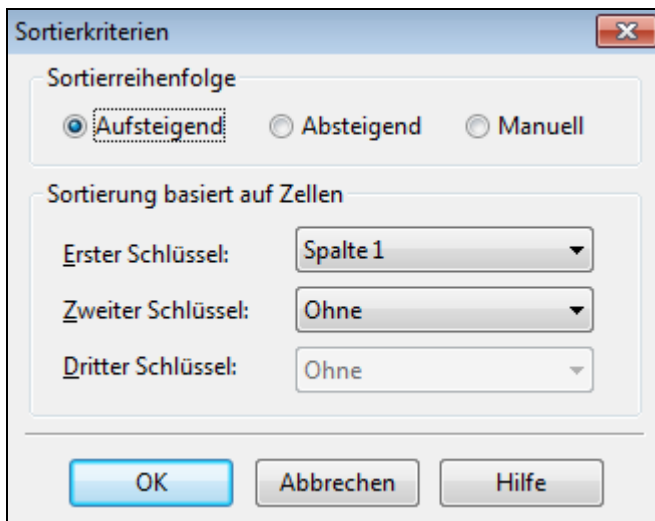 Sortierkriterien
Sortierreihenfolge
Aufsteigend Absteigend Manuell
Sortierung basiert auf Zellen
Erster Schlüssel: Spalte 1
Zweiter Schlüssel: Ohne
Dritter Schlüssel: Ohne
OK Abbrechen Hilfe